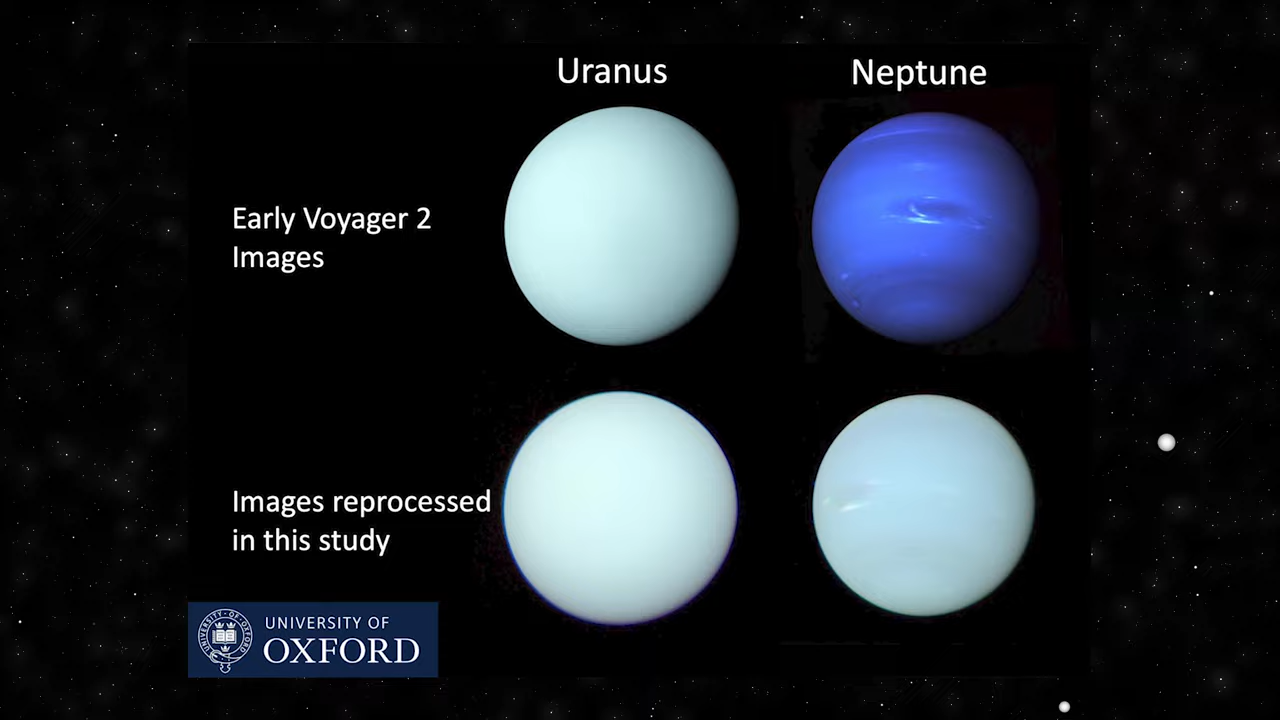 Uranus
Neptune
Early Voyager 2
Images
Images reprocessed
in this study
UNIVERSITY OF
OXFORD